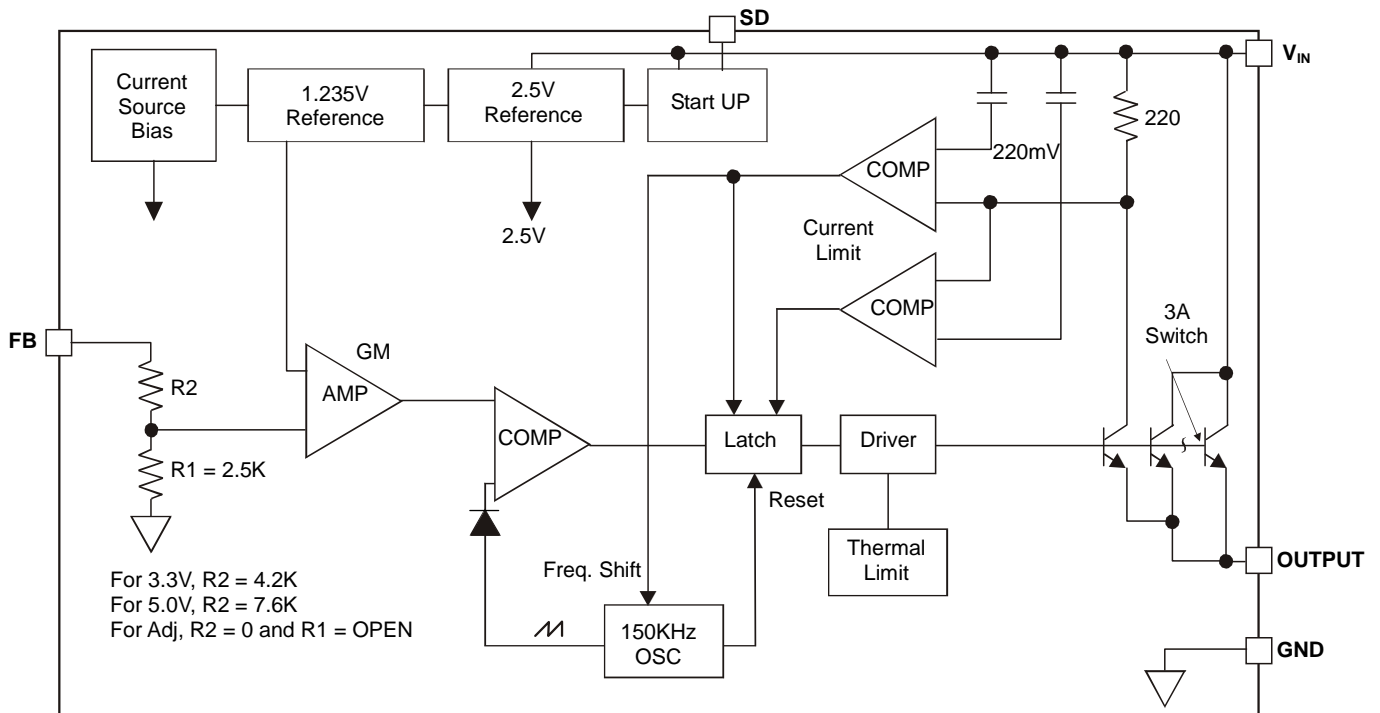 SD
V_IN
Current
Source
Bias
1.235V
Reference
2.5V
Reference
Start UP
220
220mV
COMP
2.5V
Current
Limit
COMP
3A
Switch
FB
GM
R2
AMP
COMP
Latch
Driver
R1 = 2.5K
Reset
Thermal
Limit
OUTPUT
Freq. Shift
For 3.3V, R2 = 4.2K
For 5.0V, R2 = 7.6K
For Adj, R2 = 0 and R1 = OPEN
150KHz
OSC
GND